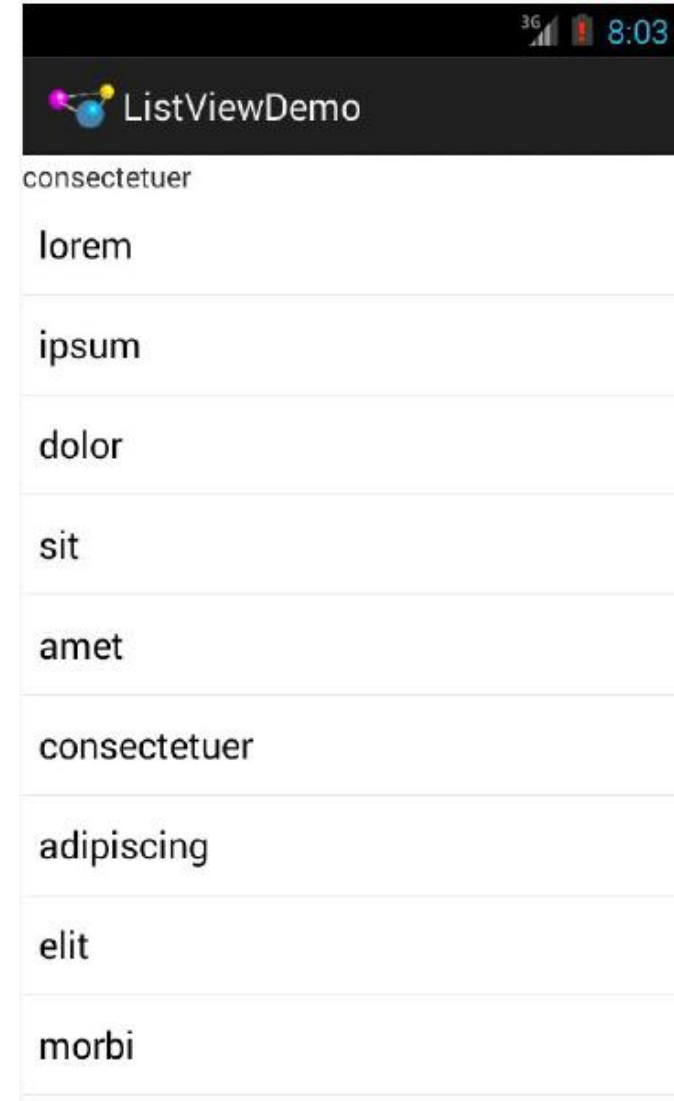 3G 8:03
ListViewDemo
consectetuer
lorem
ipsum
dolor
sit
amet
consectetuer
adipiscing
elit
morbi